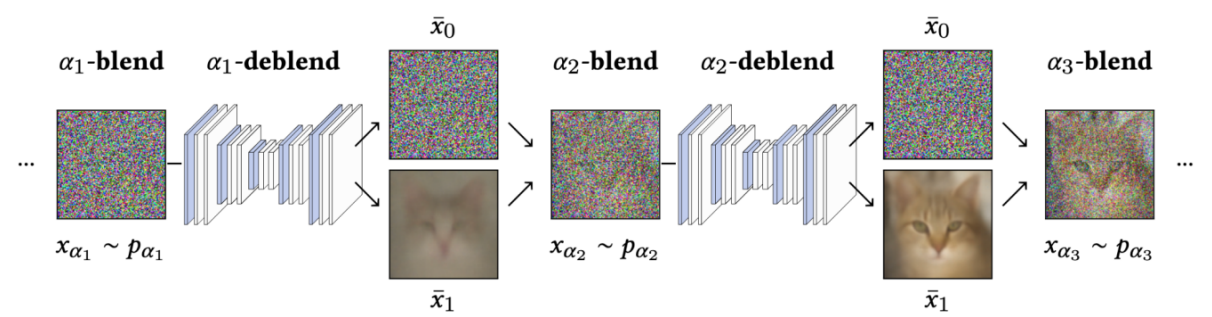 x̄₀ x̄₀
α₁-blend α₁-deblend α₂-blend α₂-deblend α₃-blend
... ...
xα₁ ~ pα₁ xα₂ ~ pα₂ xα₃ ~ pα₃
x̄₁ x̄₁